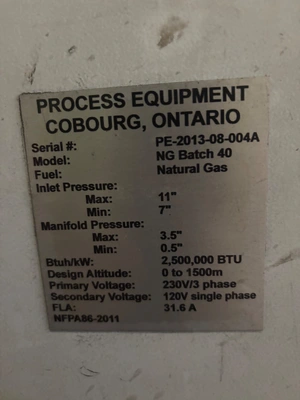 PROCESS EQUIPMENT
COBOURG, ONTARIO
Serial #: PE-2013-08-004A
Model: NG Batch 40
Fuel: Natural Gas
Inlet Pressure:
Max: 11"
Min: 7"
Manifold Pressure:
Max: 3.5"
Min: 0.5"
Btuh/kW: 2,500,000 BTU
Design Altitude: 0 to 1500m
Primary Voltage: 230V/3 phase
Secondary Voltage: 120V single phase
FLA: 31.6 A
NFPA86-2011